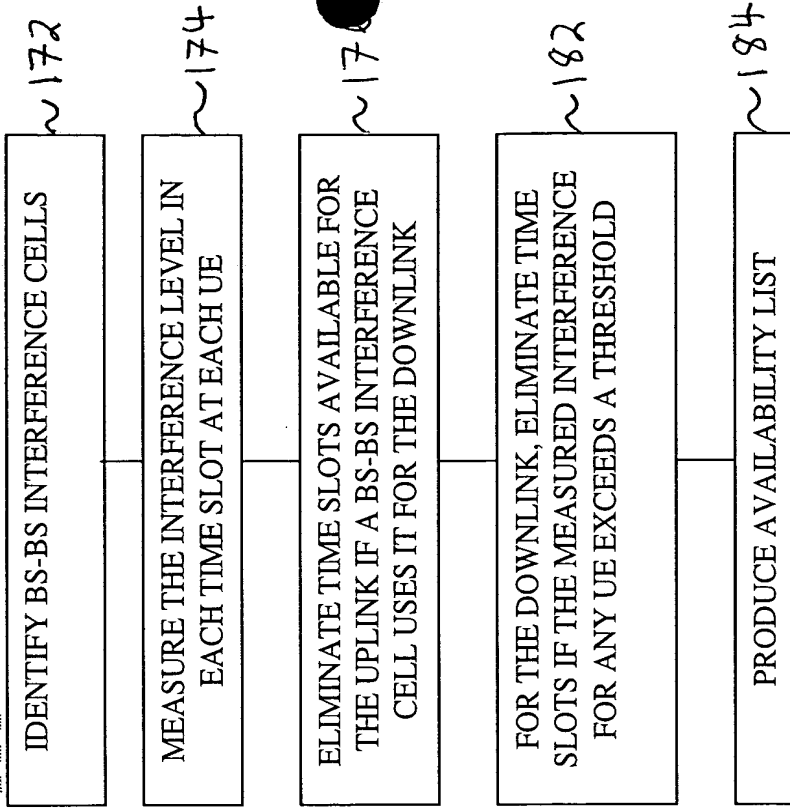 IDENTIFY BS-BS INTERFERENCE CELLS
~172
MEASURE THE INTERFERENCE LEVEL IN
EACH TIME SLOT AT EACH UE
~174
ELIMINATE TIME SLOTS AVAILABLE FOR
THE UPLINK IF A BS-BS INTERFERENCE
CELL USES IT FOR THE DOWNLINK
FOR THE DOWNLINK, ELIMINATE TIME
SLOTS IF THE MEASURED INTERFERENCE
FOR ANY UE EXCEEDS A THRESHOLD
~182
PRODUCE AVAILABILITY LIST
~184